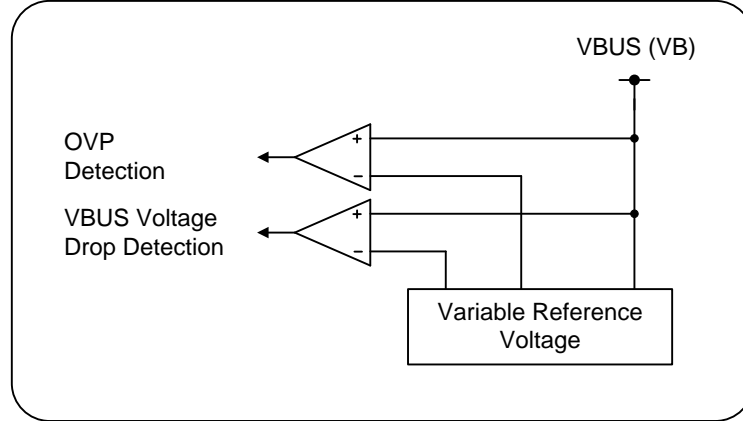 VBUS (VB)
OVP
Detection
+
−
VBUS Voltage
Drop Detection
+
−
Variable Reference
Voltage